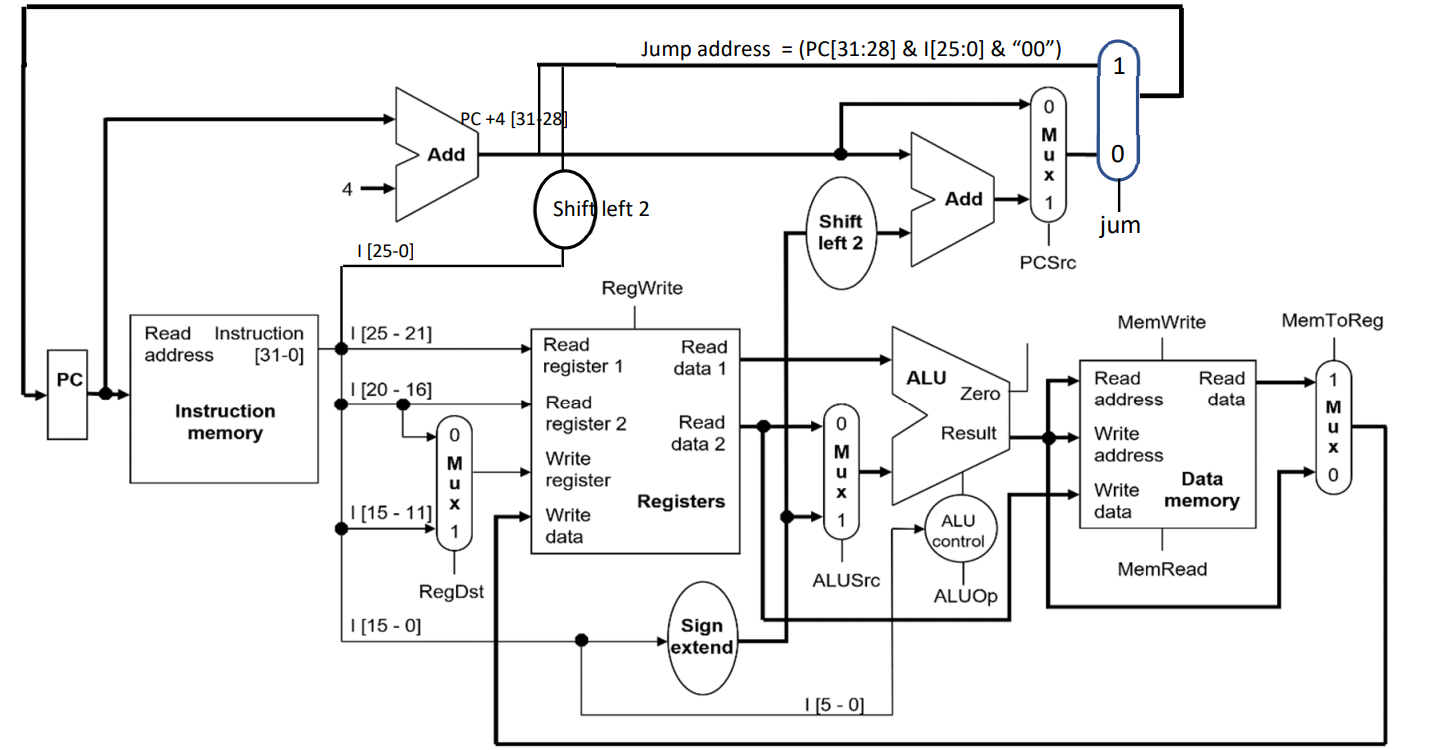 Jump address = (PC[31:28] & I[25:0] & “00”)
1
0
jum
PC +4 [31-28]
Add
4
Shift left 2
I [25-0]
0
M
u
x
1
PCSrc
Add
Shift
left 2
RegWrite
PC
Read
address
Instruction
[31-0]
Instruction
memory
I [25 - 21]
I [20 - 16]
I [15 - 11]
I [15 - 0]
0
M
u
x
1
RegDst
Read
register 1
Read
register 2
Write
register
Write
data
Read
data 1
Read
data 2
Registers
Sign
extend
0
M
u
x
1
ALUSrc
ALU
Zero
Result
ALU
control
ALUOp
I [5 - 0]
MemWrite
Read
address
Write
address
Write
data
Read
data
Data
memory
MemRead
MemToReg
1
M
u
x
0